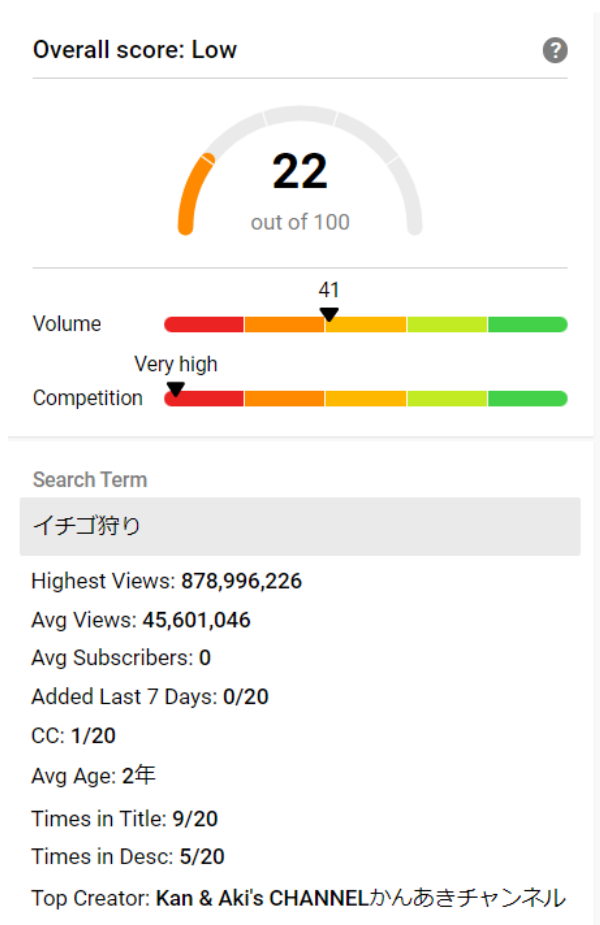 Overall score: Low
?
22
out of 100
41
Volume
Very high
Competition
Search Term
イチゴ狩り
Highest Views: 878,996,226
Avg Views: 45,601,046
Avg Subscribers: 0
Added Last 7 Days: 0/20
CC: 1/20
Avg Age: 2年
Times in Title: 9/20
Times in Desc: 5/20
Top Creator: Kan & Aki's CHANNELかんあきチャンネル